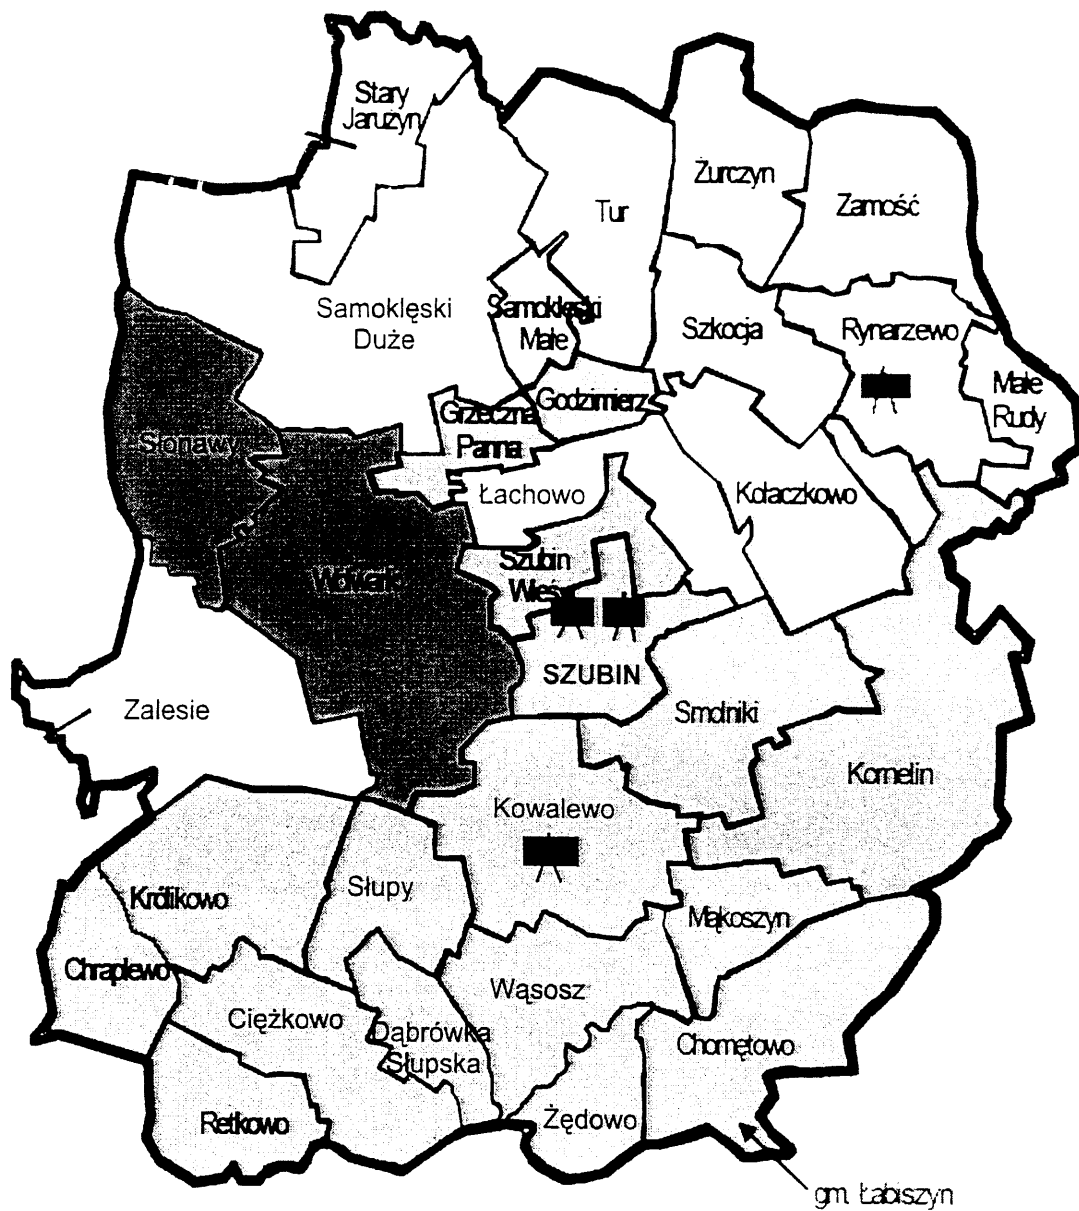 Stary
Jarużyn
Żurczyn
Tur
Zamość
Samoklęski
Duże
Samoklęski
Małe
Szkocja
Rynarzewo
Małe
Rudy
Godzimierz
Grzeczna
Panna
Słonawy
Łachowo
Kołaczkowo
Szubin
Wieś
Wolwark
SZUBIN
Zalesie
Smolniki
Kornelin
Kowalewo
Słupy
Królikowo
Mąkoszyn
Chraplewo
Wąsosz
Ciężkowo
Dąbrówka
Słupska
Chomętowo
Retkowo
Żędowo
gm. Łabiszyn